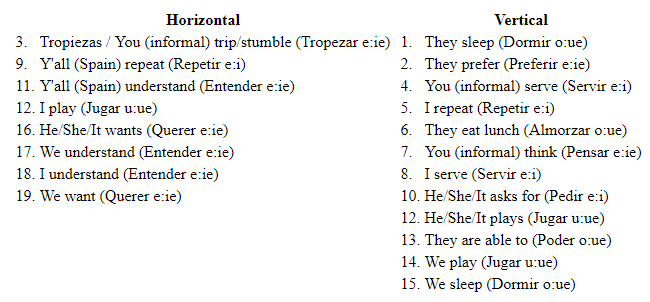 Horizontal
3. Tropiezas / You (informal) trip/stumble (Tropezar e:ie)
9. Y'all (Spain) repeat (Repetir e:i)
11. Y'all (Spain) understand (Entender e:ie)
12. I play (Jugar u:ue)
16. He/She/It wants (Querer e:ie)
17. We understand (Entender e:ie)
18. I understand (Entender e:ie)
19. We want (Querer e:ie)
Vertical
1. They sleep (Dormir o:ue)
2. They prefer (Preferir e:ie)
4. You (informal) serve (Servir e:i)
5. I repeat (Repetir e:i)
6. They eat lunch (Almorzar o:ue)
7. You (informal) think (Pensar e:ie)
8. I serve (Servir e:i)
10. He/She/It asks for (Pedir e:i)
12. He/She/It plays (Jugar u:ue)
13. They are able to (Poder o:ue)
14. We play (Jugar u:ue)
15. We sleep (Dormir o:ue)